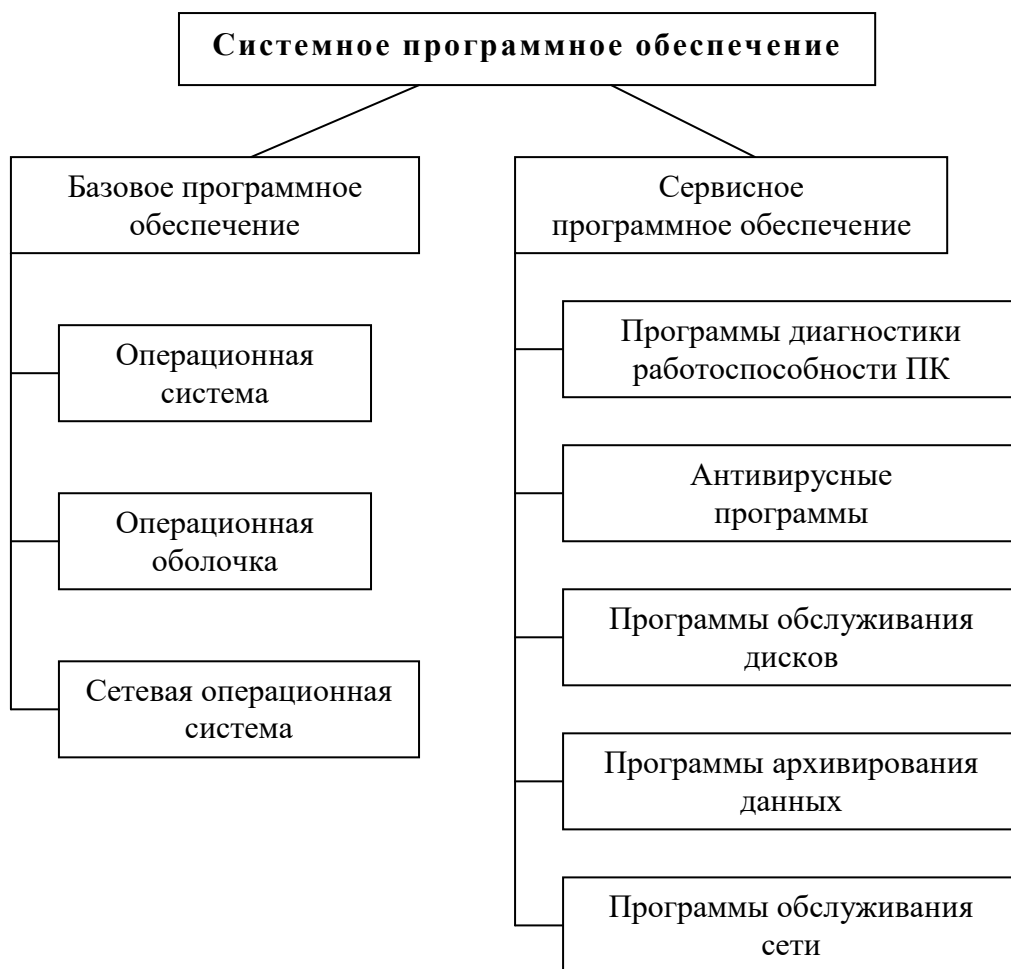 Системное программное обеспечение
Базовое программное
обеспечение
Операционная
система
Операционная
оболочка
Сетевая операционная
система
Сервисное
программное обеспечение
Программы диагностики
работоспособности ПК
Антивирусные
программы
Программы обслуживания
дисков
Программы архивирования
данных
Программы обслуживания
сети